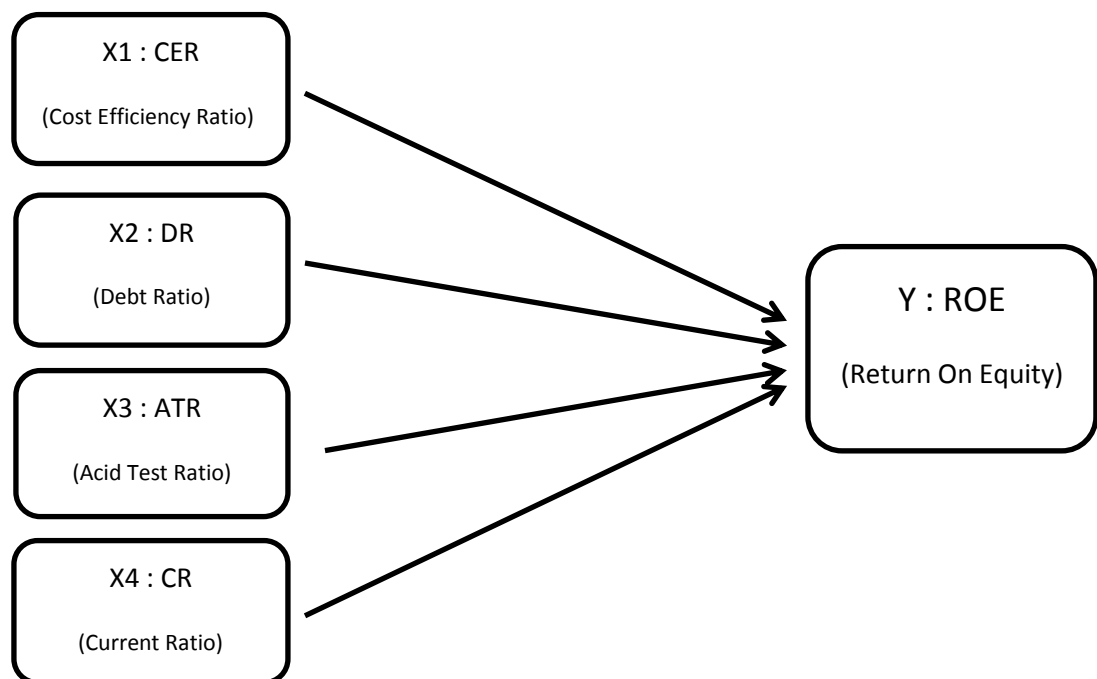 X1 : CER
(Cost Efficiency Ratio)
X2 : DR
(Debt Ratio)
X3 : ATR
(Acid Test Ratio)
X4 : CR
(Current Ratio)
Y : ROE
(Return On Equity)